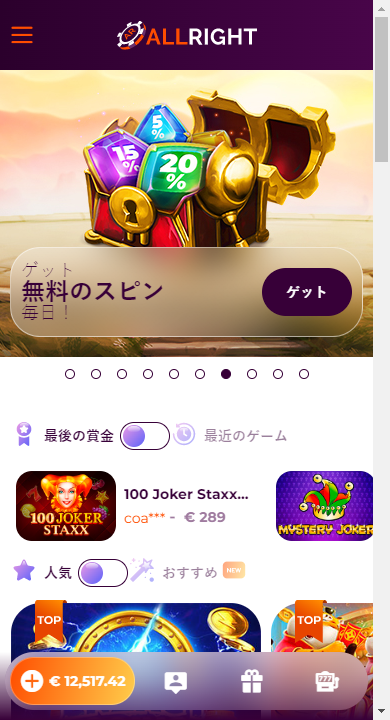 ALLRIGHT
5%
15%
20%
ゲット
無料のスピン
毎日！
ゲット
最後の賞金
最近のゲーム
100 JOKER
STAXX
100 Joker Staxx...
coa*** - € 289
MYSTERY JOKER
人気
おすすめ
NEW
TOP
TOP
€ 12,517.42